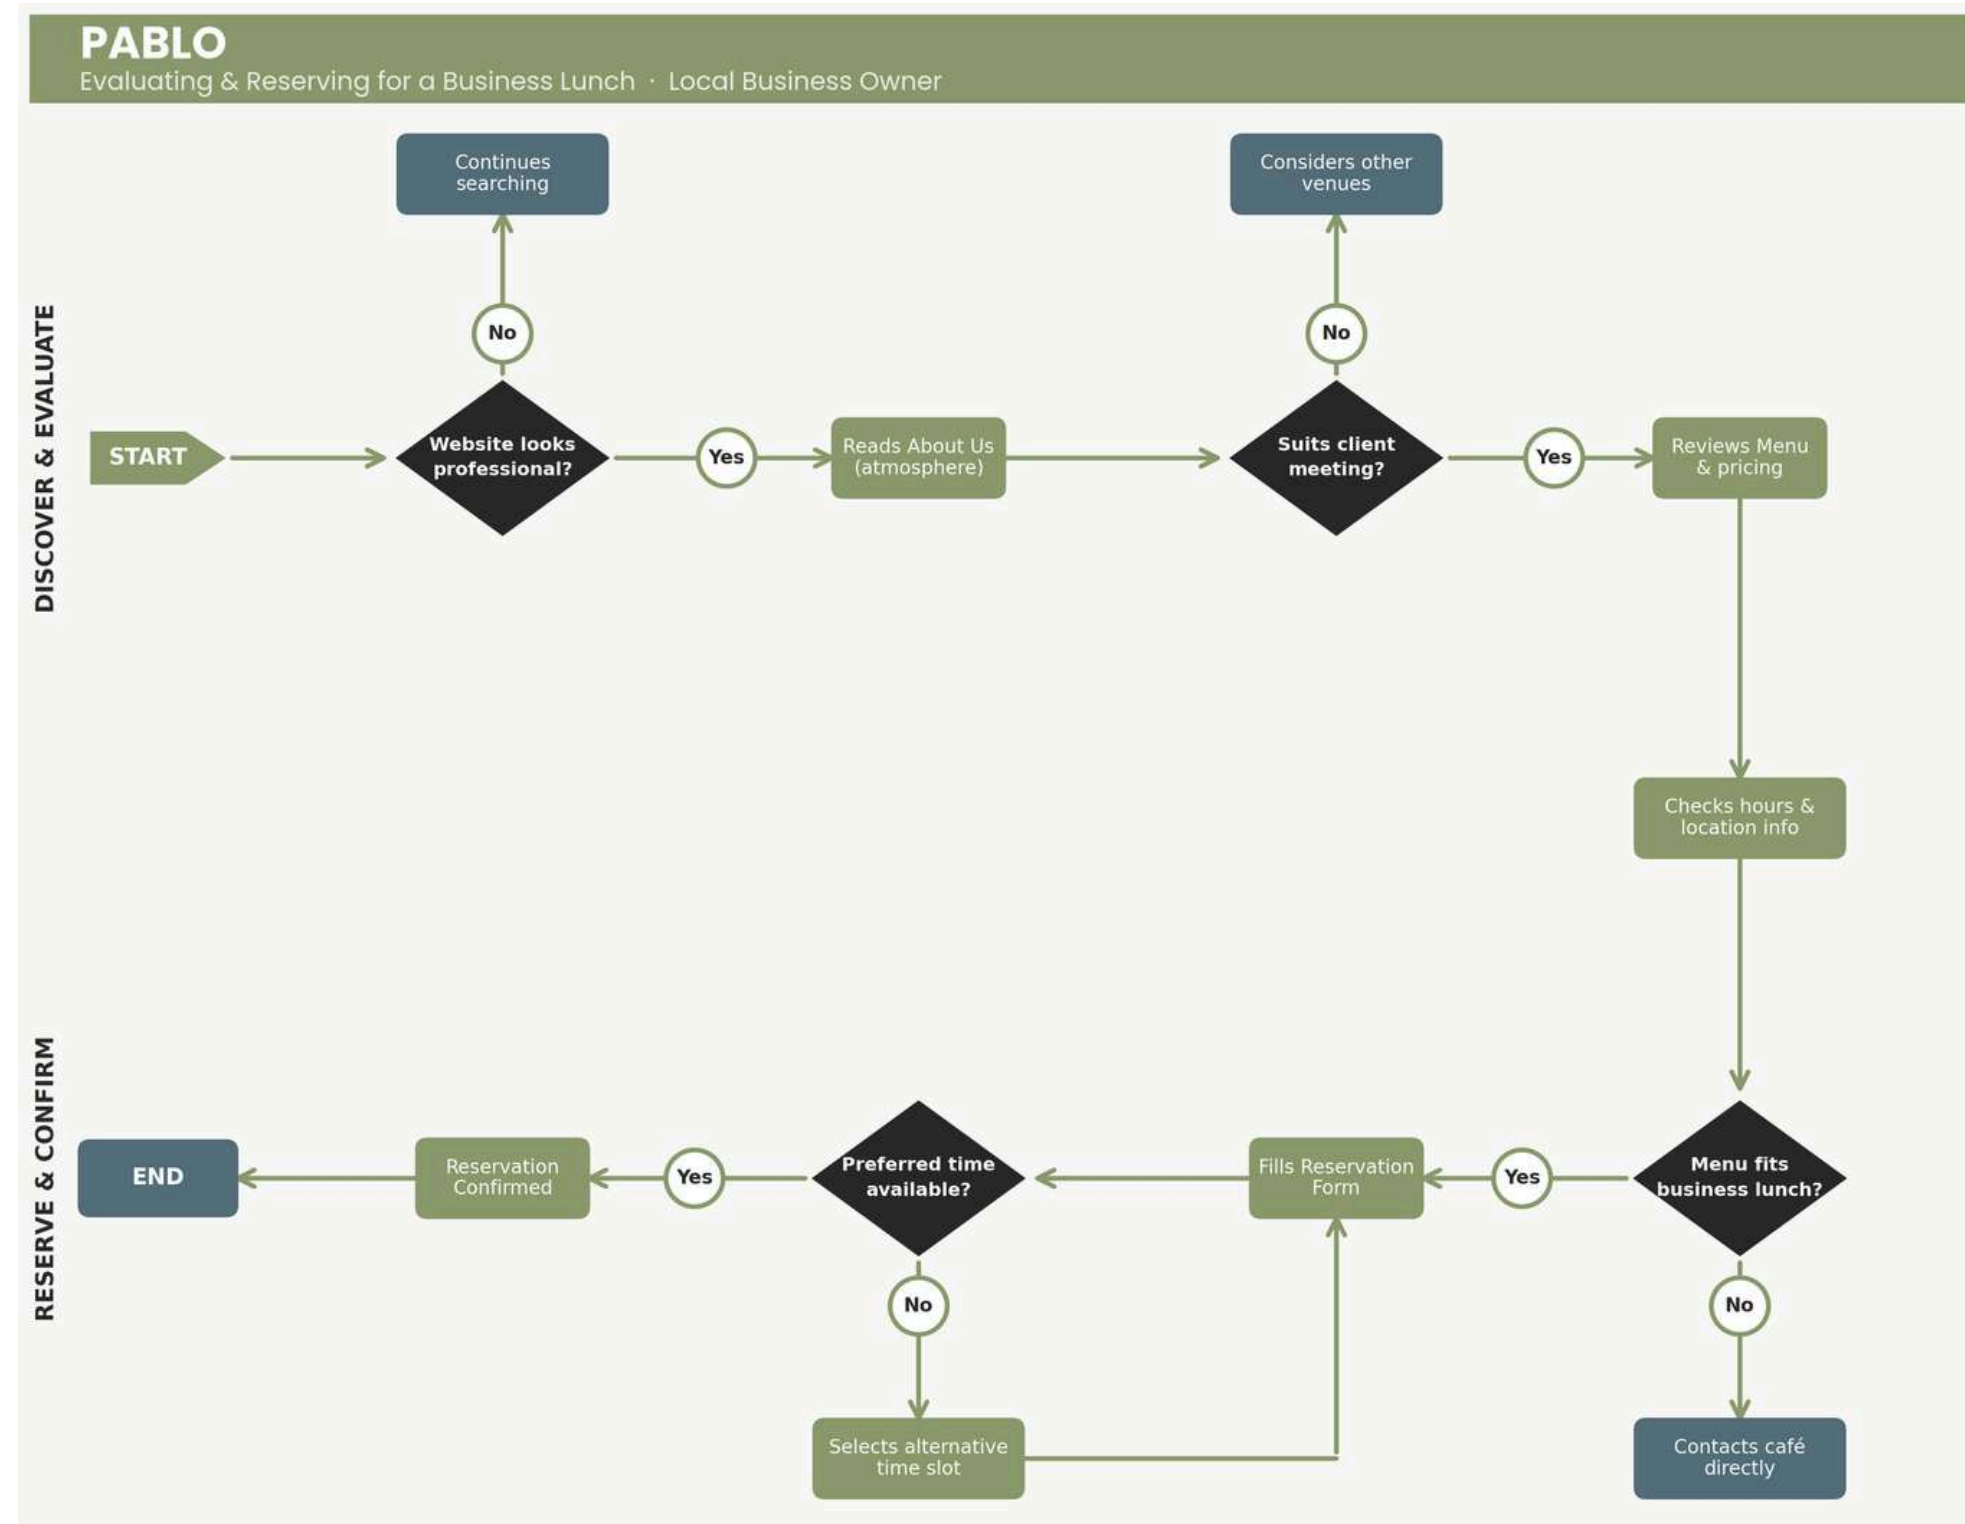 PABLO
Evaluating & Reserving for a Business Lunch · Local Business Owner
DISCOVER & EVALUATE
Continues
searching
Considers other
venues
No
No
START
Website looks
professional?
Yes
Reads About Us
(atmosphere)
Suits client
meeting?
Yes
Reviews Menu
& pricing
Checks hours &
location info
RESERVE & CONFIRM
END
Reservation
Confirmed
Yes
Preferred time
available?
Fills Reservation
Form
Yes
Menu fits
business lunch?
No
No
Selects alternative
time slot
Contacts café
directly